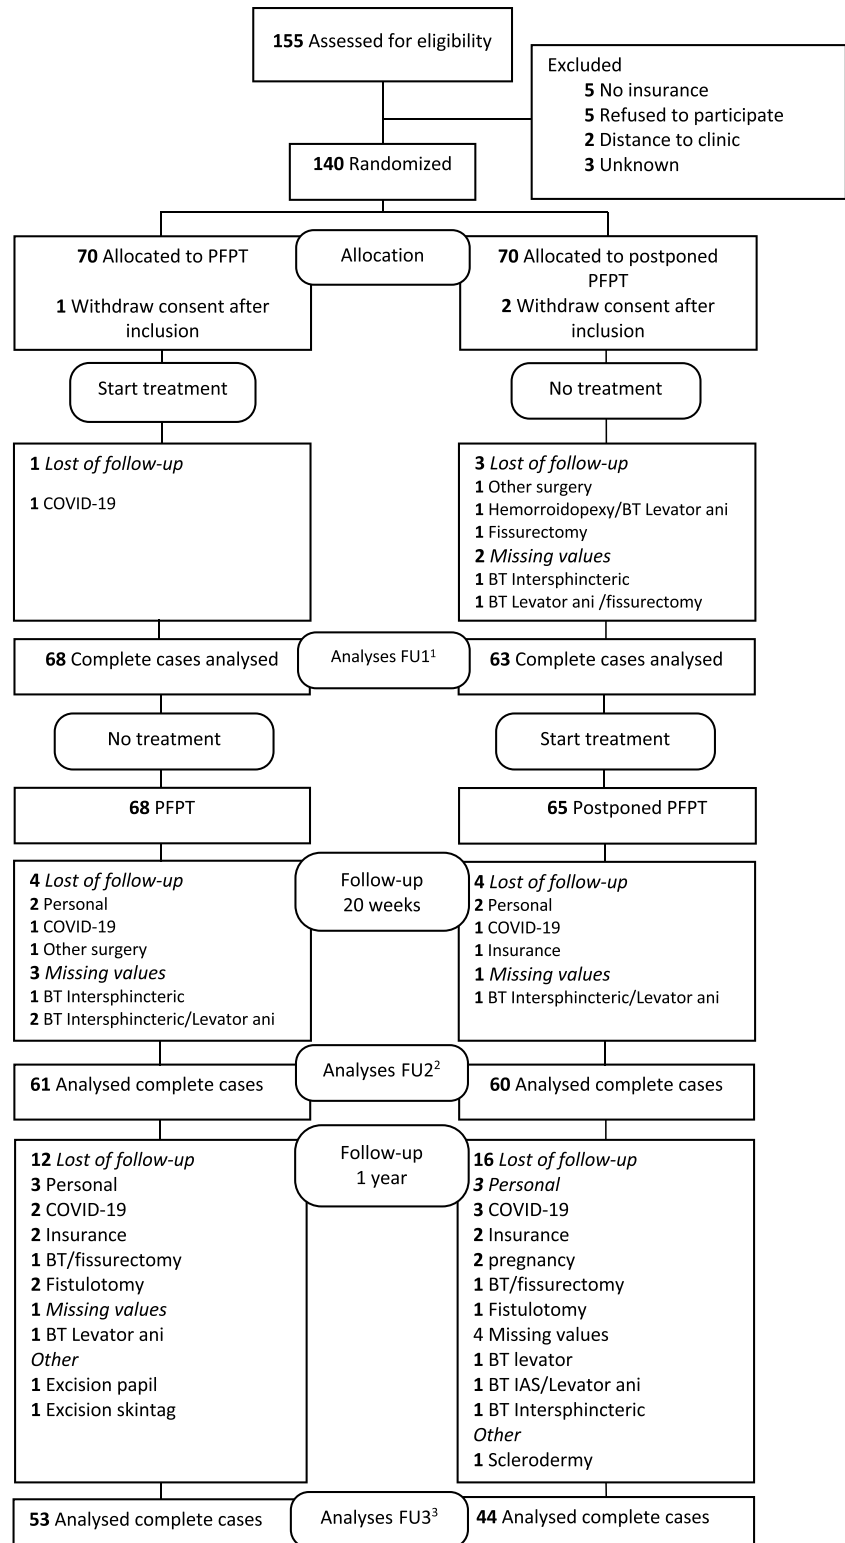 155 Assessed for eligibility
Excluded
5 No insurance
5 Refused to participate
2 Distance to clinic
3 Unknown
140 Randomized
70 Allocated to PFPT
1 Withdraw consent after
inclusion
Allocation
70 Allocated to postponed
PFPT
2 Withdraw consent after
inclusion
Start treatment
No treatment
1 Lost of follow-up
1 COVID-19
3 Lost of follow-up
1 Other surgery
1 Hemorroidopexy/BT Levator ani
1 Fissurectomy
2 Missing values
1 BT Intersphincteric
1 BT Levator ani /fissurectomy
68 Complete cases analysed
Analyses FU1¹
63 Complete cases analysed
No treatment
Start treatment
68 PFPT
65 Postponed PFPT
4 Lost of follow-up
2 Personal
1 COVID-19
1 Other surgery
3 Missing values
1 BT Intersphincteric
2 BT Intersphincteric/Levator ani
Follow-up
20 weeks
4 Lost of follow-up
2 Personal
1 COVID-19
1 Insurance
1 Missing values
1 BT Intersphincteric/Levator ani
61 Analysed complete cases
Analyses FU2²
60 Analysed complete cases
12 Lost of follow-up
3 Personal
2 COVID-19
2 Insurance
1 BT/fissurectomy
2 Fistulotomy
1 Missing values
1 BT Levator ani
Other
1 Excision papil
1 Excision skintag
Follow-up
1 year
16 Lost of follow-up
3 Personal
3 COVID-19
2 Insurance
2 pregnancy
1 BT/fissurectomy
1 Fistulotomy
4 Missing values
1 BT levator
1 BT IAS/Levator ani
1 BT Intersphincteric
Other
1 Sclerodermy
53 Analysed complete cases
Analyses FU3³
44 Analysed complete cases